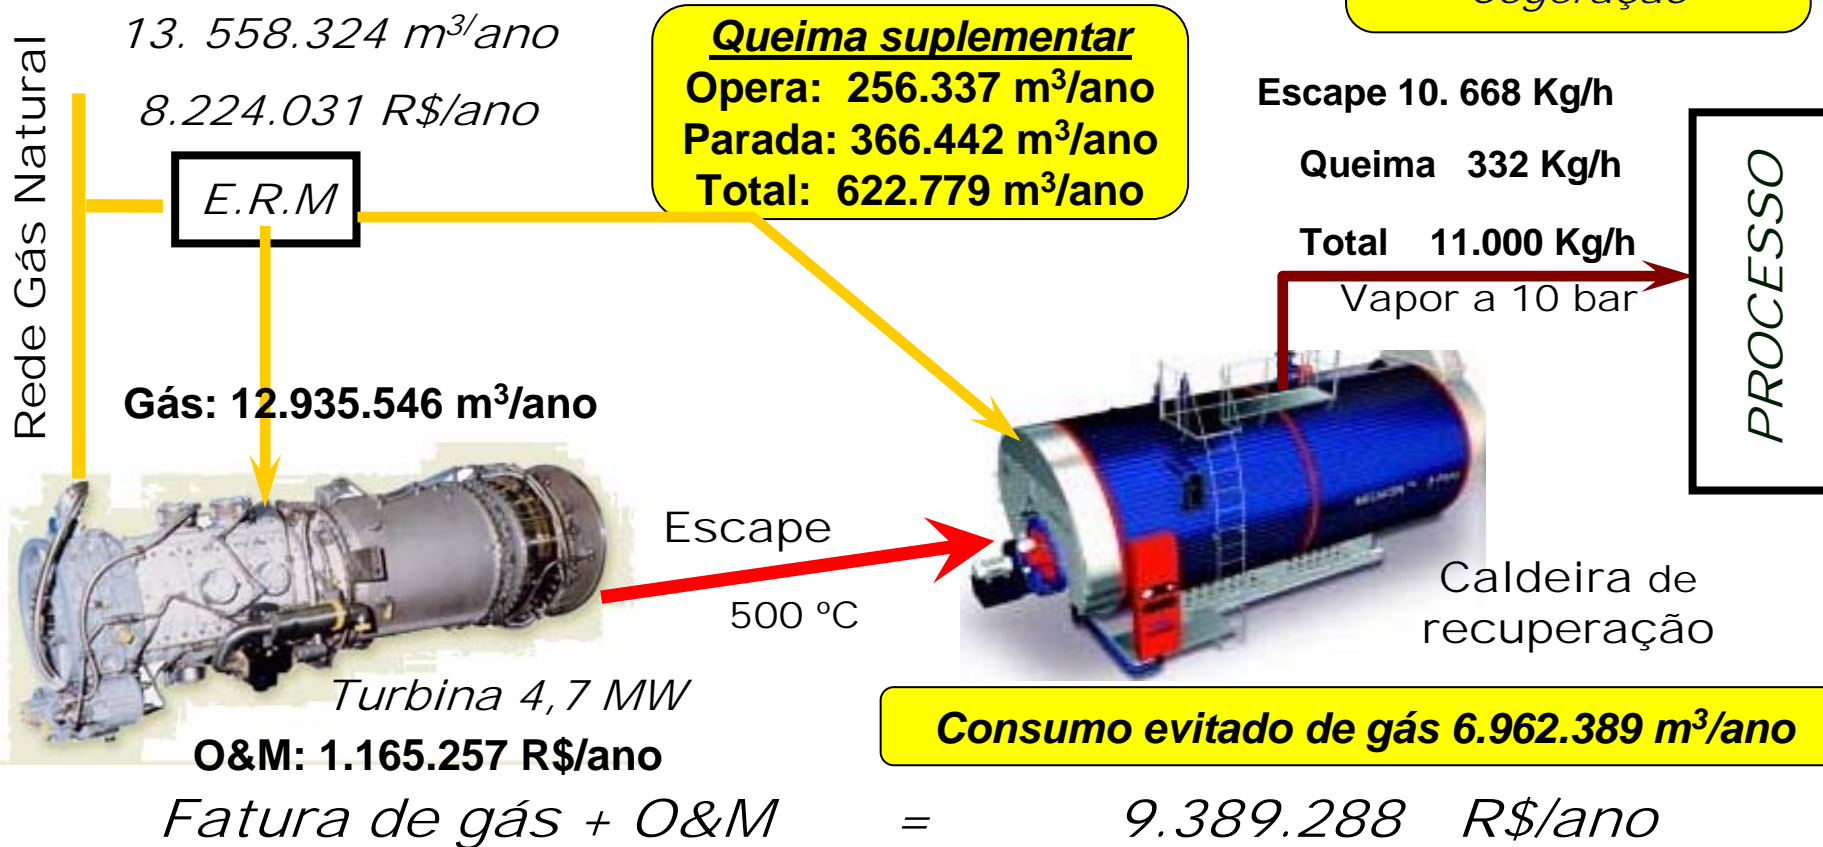 Rede Gás Natural
13. 558.324 m3/ano
8.224.031 R$/ano
E.R.M
Queima suplementar
Opera: 256.337 m3/ano
Parada: 366.442 m3/ano
Total: 622.779 m3/ano
Cogeração
Escape 10. 668 Kg/h
Queima 332 Kg/h
Total 11.000 Kg/h
Vapor a 10 bar
PROCESSO
Gás: 12.935.546 m3/ano
Escape
500 ºC
Caldeira de
recuperação
Turbina 4,7 MW
O&M: 1.165.257 R$/ano
Consumo evitado de gás 6.962.389 m3/ano
Fatura de gás + O&M = 9.389.288 R$/ano